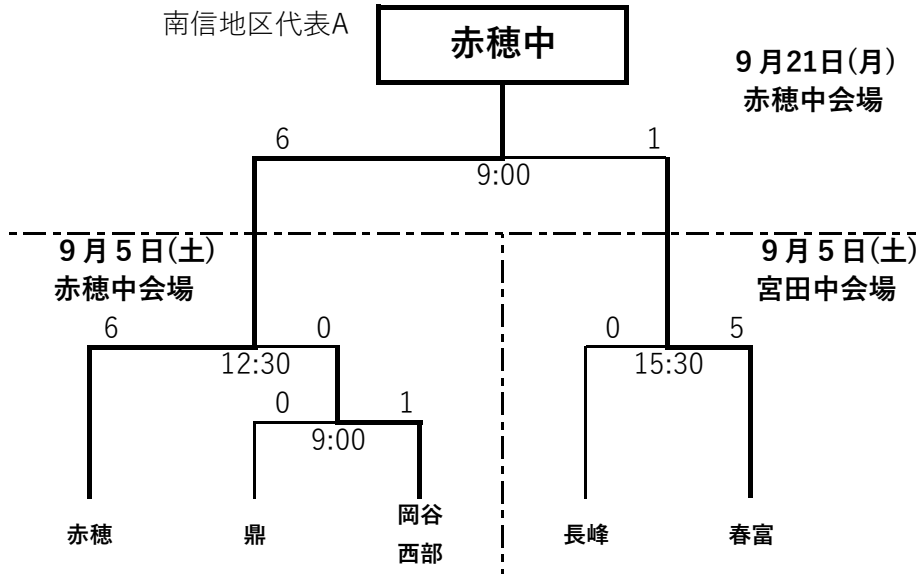 南信地区代表A
赤穂中
９月21日(月)
赤穂中会場
6
1
9:00
９月５日(土)
赤穂中会場
９月５日(土)
宮田中会場
6
0
12:30
0
5
15:30
0
1
9:00
赤穂
鼎
岡谷
西部
長峰
春富